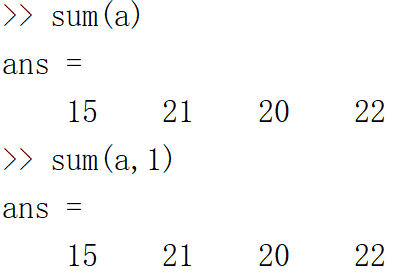 >> sum(a)
ans =
    15    21    20    22
>> sum(a,1)
ans =
    15    21    20    22